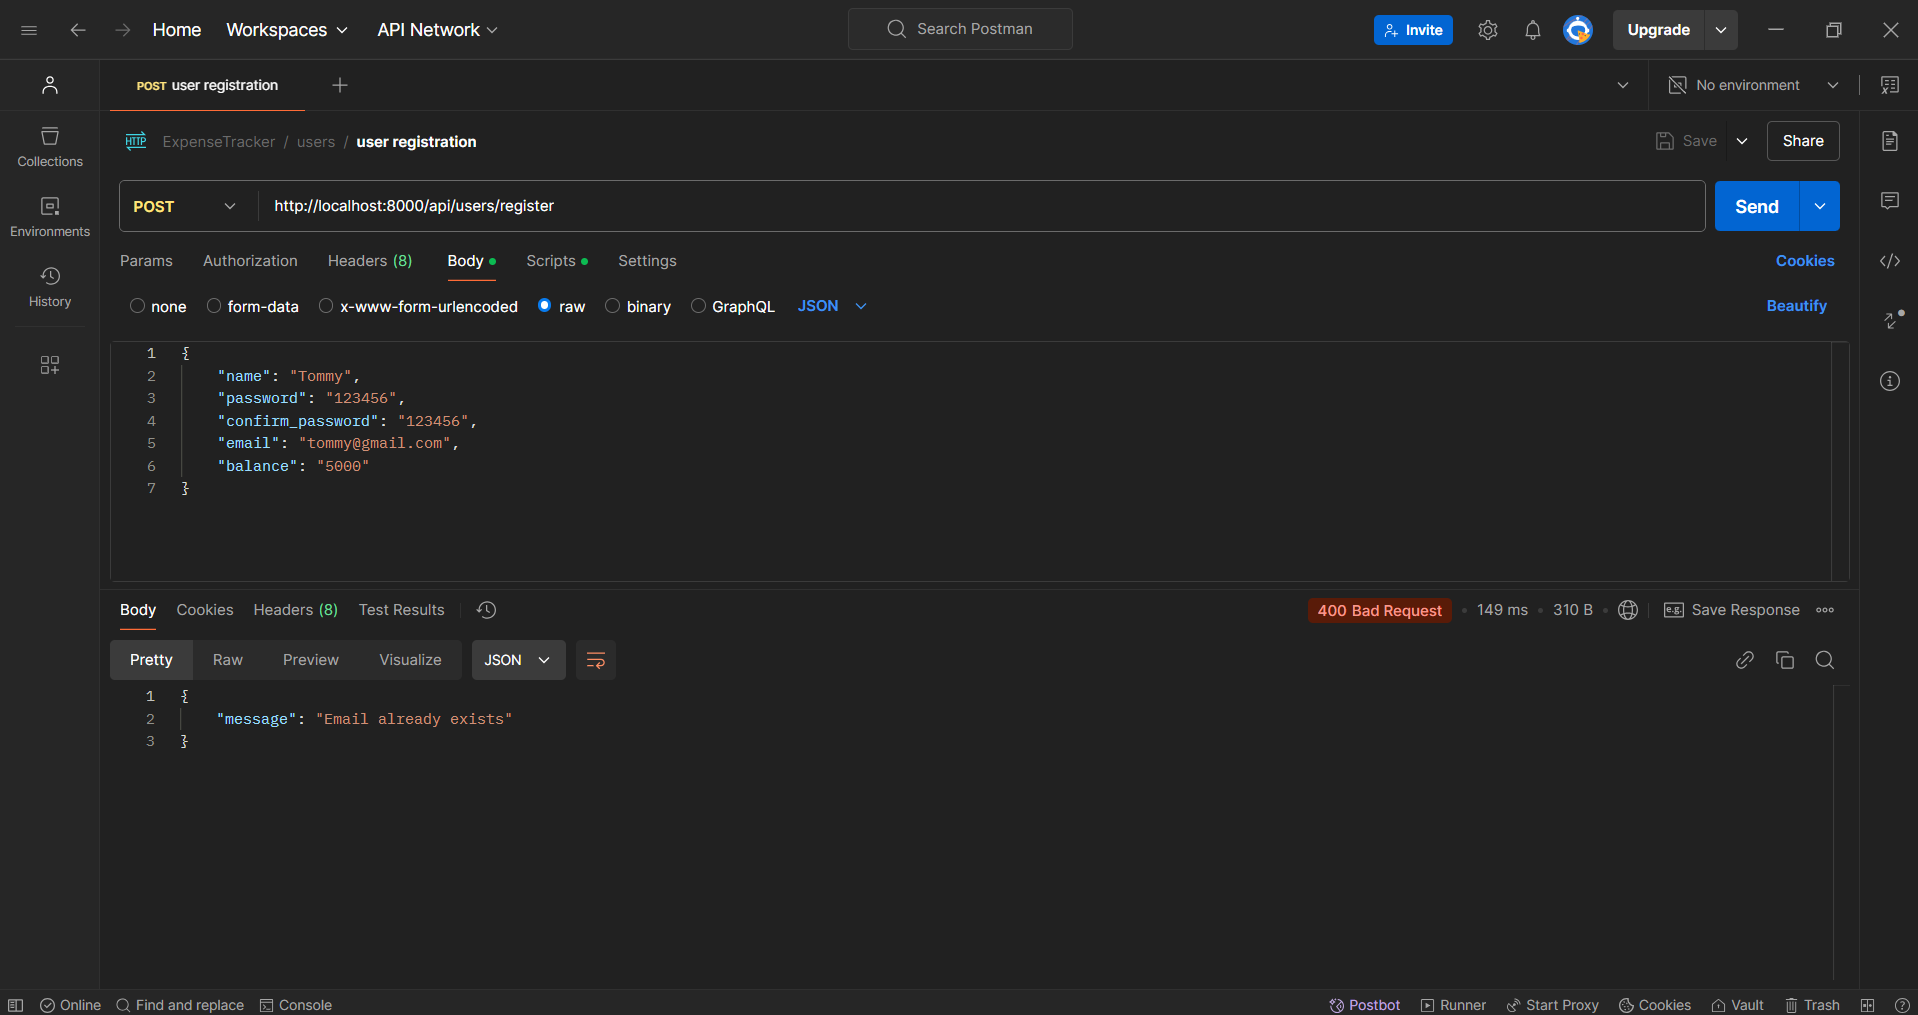 Home Workspaces API Network Search Postman Invite Upgrade
POST user registration No environment
HTTP ExpenseTracker / users / user registration Save Share
Collections
POST http://localhost:8000/api/users/register Send
Environments
Params Authorization Headers (8) Body Scripts Settings Cookies
History
none form-data x-www-form-urlencoded raw binary GraphQL JSON Beautify
1 {
2 "name": "Tommy",
3 "password": "123456",
4 "confirm_password": "123456",
5 "email": "tommy@gmail.com",
6 "balance": "5000"
7 }
Body Cookies Headers (8) Test Results 400 Bad Request 149 ms 310 B e.g. Save Response
Pretty Raw Preview Visualize JSON
1 {
2 "message": "Email already exists"
3 }
Online Find and replace Console Postbot Runner Start Proxy Cookies Vault Trash